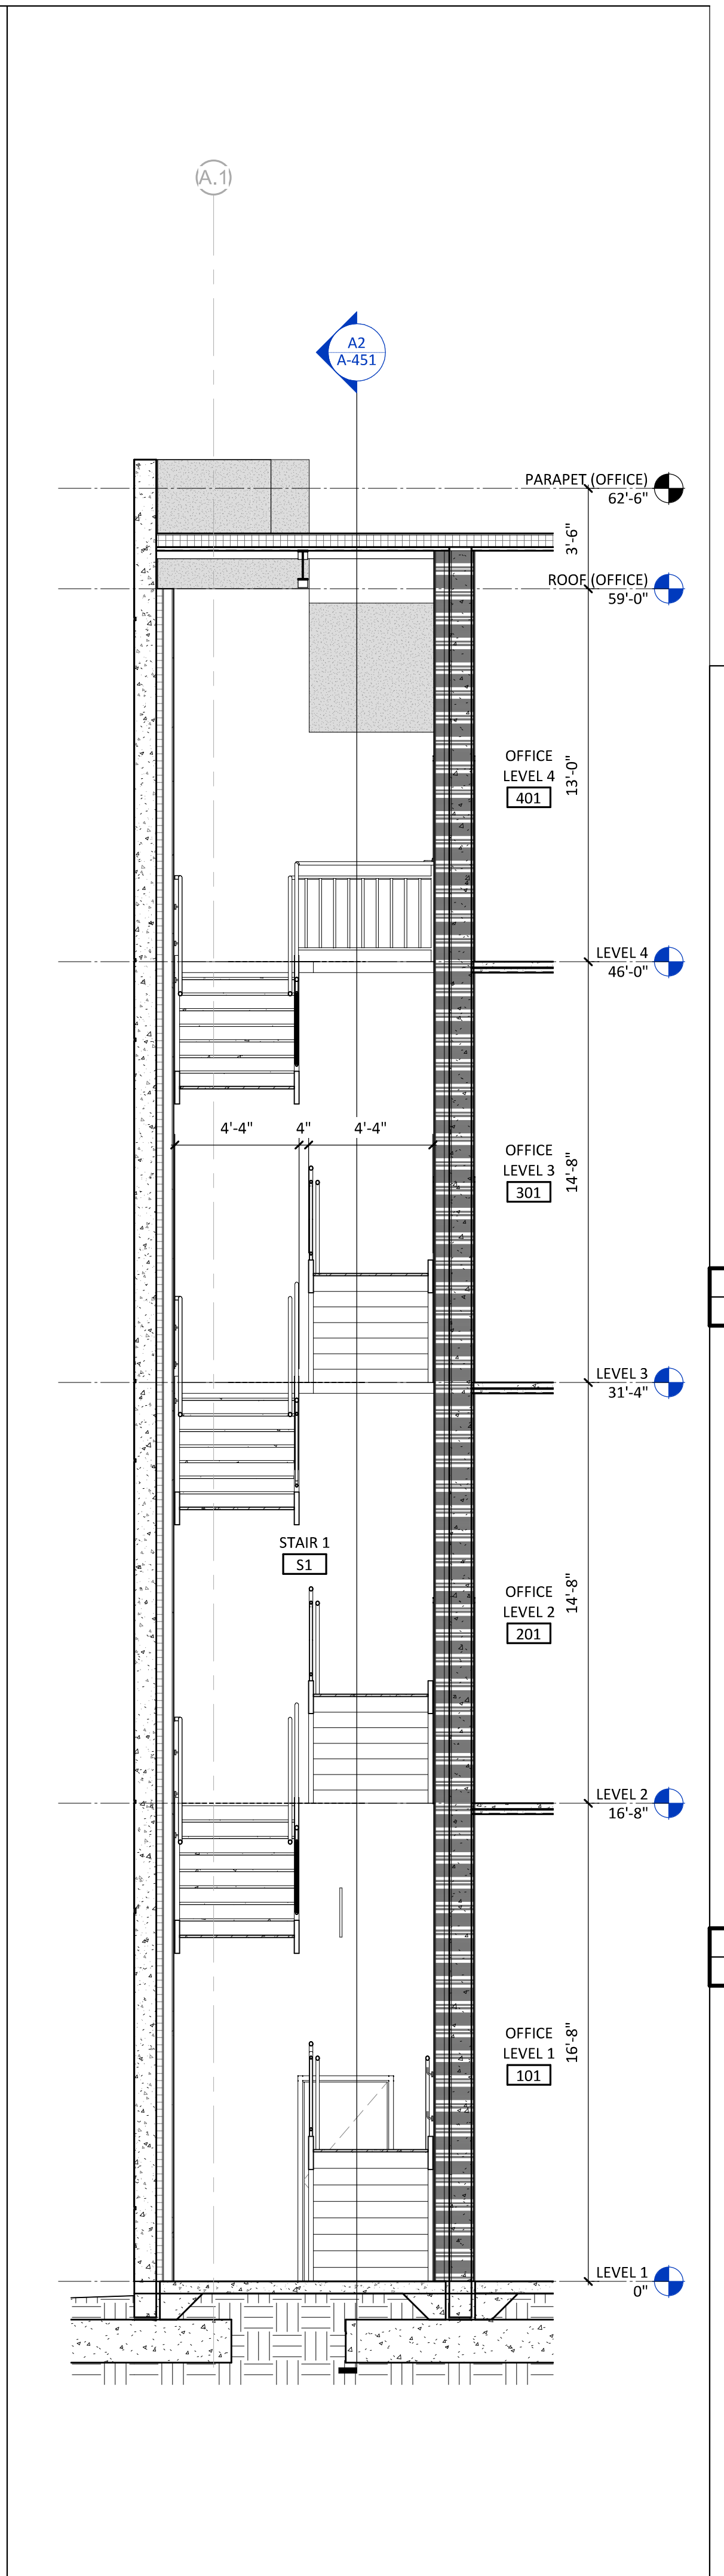 A.1
A2
A-451
PARAPET (OFFICE)
62'-6"
3'-6"
ROOF (OFFICE)
59'-0"
OFFICE
LEVEL 4
401
13'-0"
LEVEL 4
46'-0"
4'-4"
4"
4'-4"
OFFICE
LEVEL 3
301
14'-8"
LEVEL 3
31'-4"
STAIR 1
S1
OFFICE
LEVEL 2
201
14'-8"
LEVEL 2
16'-8"
OFFICE
LEVEL 1
101
16'-8"
LEVEL 1
0"